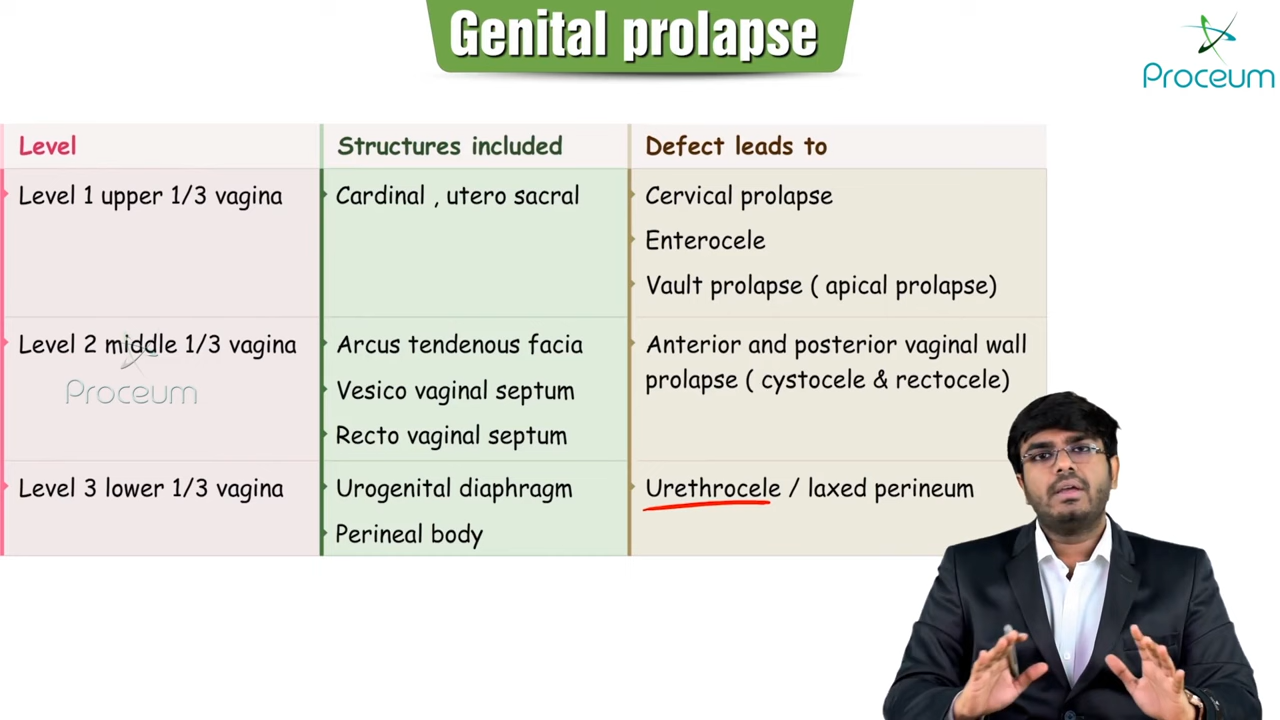 Genital prolapse
Proceum
Level Structures included Defect leads to
Level 1 upper 1/3 vagina Cardinal , utero sacral Cervical prolapse
Enterocele
Vault prolapse ( apical prolapse)
Level 2 middle 1/3 vagina Arcus tendenous facia Anterior and posterior vaginal wall
prolapse ( cystocele & rectocele)
Vesico vaginal septum
Proceum
Recto vaginal septum
Level 3 lower 1/3 vagina Urogenital diaphragm Urethrocele / laxed perineum
Perineal body